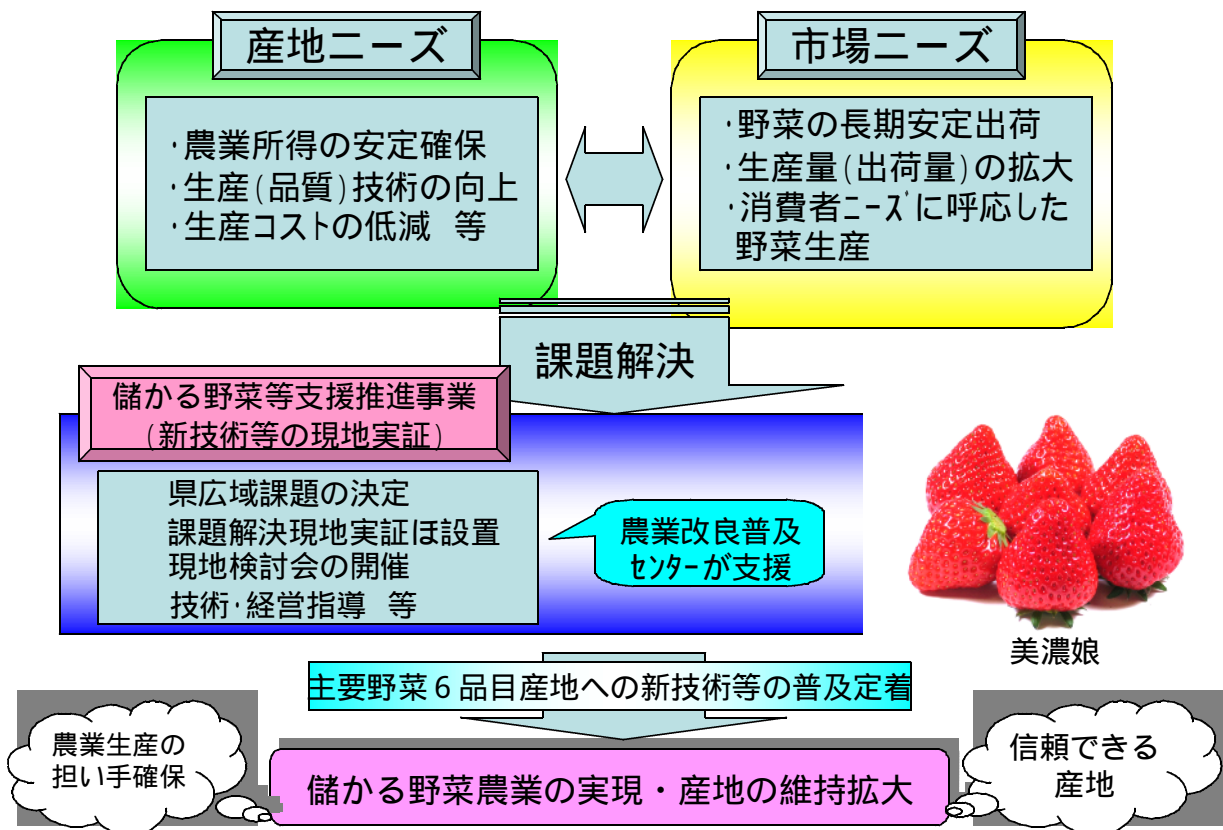 産地ニーズ
・農業所得の安定確保
・生産(品質)技術の向上
・生産コストの低減 等
市場ニーズ
・野菜の長期安定出荷
・生産量(出荷量)の拡大
・消費者ﾆｰｽﾞに呼応した
野菜生産
課題解決
儲かる野菜等支援推進事業
(新技術等の現地実証)
県広域課題の決定
課題解決現地実証ほ設置
現地検討会の開催
技術・経営指導 等
農業改良普及
ｾﾝﾀｰが支援
美濃娘
主要野菜6品目産地への新技術等の普及定着
農業生産の
担い手確保
信頼できる
産地
儲かる野菜農業の実現・産地の維持拡大